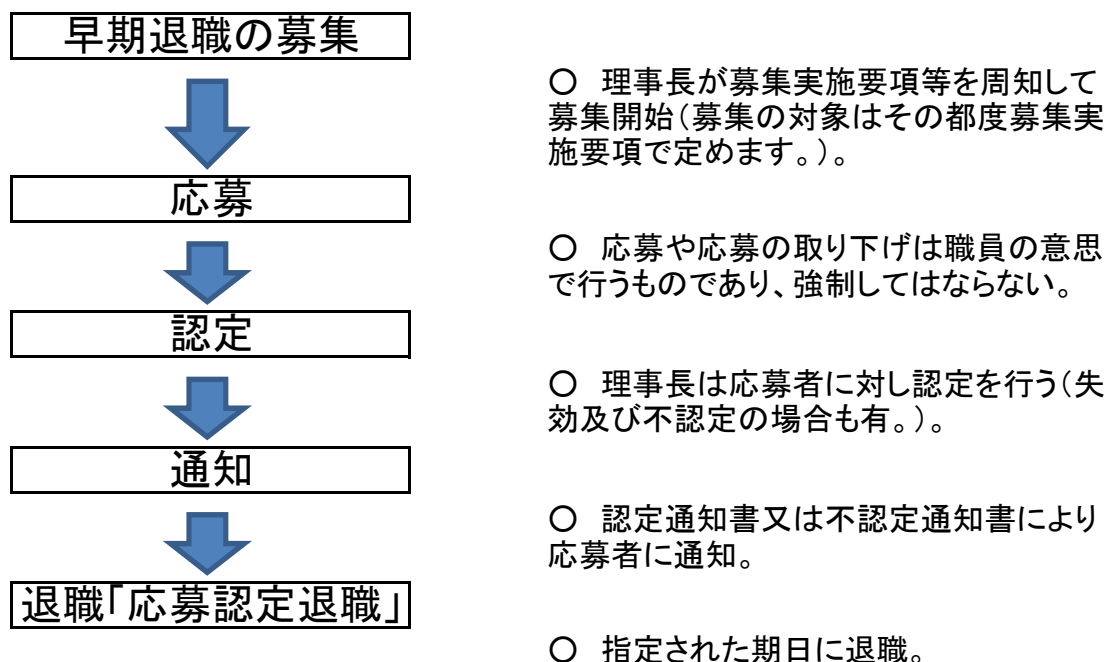 早期退職の募集
○ 理事長が募集実施要項等を周知して
募集開始（募集の対象はその都度募集実
施要項で定めます。）。
応募
○ 応募や応募の取り下げは職員の意思
で行うものであり、強制してはならない。
認定
○ 理事長は応募者に対し認定を行う（失
効及び不認定の場合も有。）。
通知
○ 認定通知書又は不認定通知書により
応募者に通知。
退職「応募認定退職」
○ 指定された期日に退職。